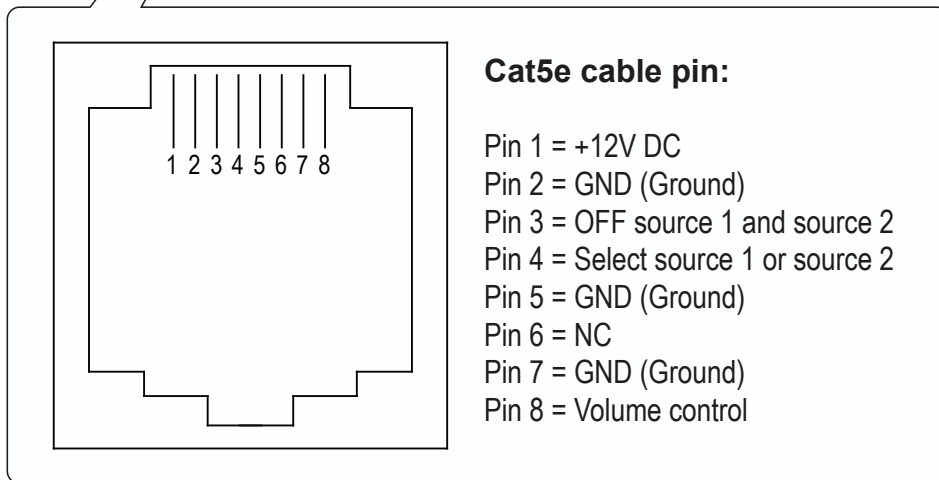 Cat5e cable pin:
1 2 3 4 5 6 7 8
Pin 1 = +12V DC
Pin 2 = GND (Ground)
Pin 3 = OFF source 1 and source 2
Pin 4 = Select source 1 or source 2
Pin 5 = GND (Ground)
Pin 6 = NC
Pin 7 = GND (Ground)
Pin 8 = Volume control